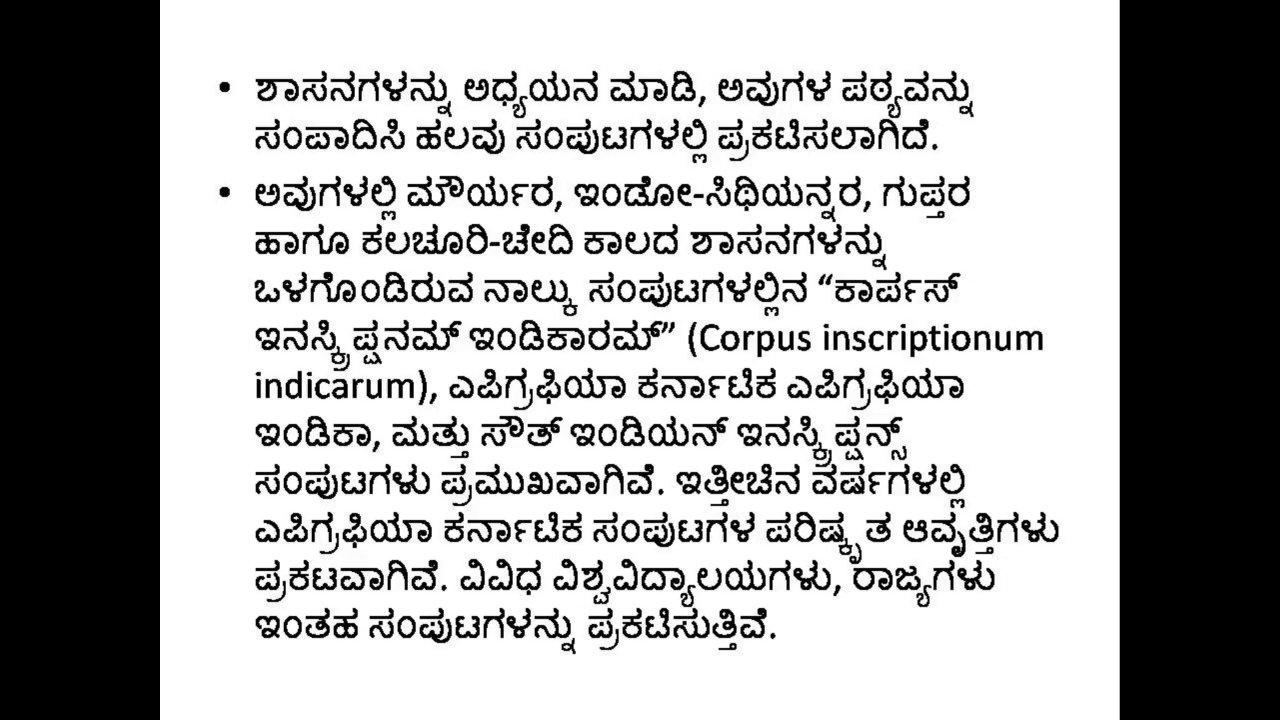 • ಶಾಸನಗಳನ್ನು ಅಧ್ಯಯನ ಮಾಡಿ, ಅವುಗಳ ಪಠ್ಯವನ್ನು
ಸಂಪಾದಿಸಿ ಹಲವು ಸಂಪುಟಗಳಲ್ಲಿ ಪ್ರಕಟಿಸಲಾಗಿದೆ.
• ಅವುಗಳಲ್ಲಿ ಮೌರ್ಯರ, ಇಂಡೋ-ಸಿಥಿಯನ್ನರ, ಗುಪ್ತರ
ಹಾಗೂ ಕಲಚೂರಿ-ಚೇದಿ ಕಾಲದ ಶಾಸನಗಳನ್ನು
ಒಳಗೊಂಡಿರುವ ನಾಲ್ಕು ಸಂಪುಟಗಳಲ್ಲಿನ “ಕಾರ್ಪಸ್
ಇನಸ್ಕ್ರಿಪ್ಷನಮ್ ಇಂಡಿಕಾರಮ್” (Corpus inscriptionum
indicarum), ಎಪಿಗ್ರಫಿಯಾ ಕರ್ನಾಟಿಕ ಎಪಿಗ್ರಫಿಯಾ
ಇಂಡಿಕಾ, ಮತ್ತು ಸೌತ್ ಇಂಡಿಯನ್ ಇನಸ್ಕ್ರಿಪ್ಷನ್ಸ್
ಸಂಪುಟಗಳು ಪ್ರಮುಖವಾಗಿವೆ. ಇತ್ತೀಚಿನ ವರ್ಷಗಳಲ್ಲಿ
ಎಪಿಗ್ರಫಿಯಾ ಕರ್ನಾಟಿಕ ಸಂಪುಟಗಳ ಪರಿಷ್ಕೃತ ಆವೃತ್ತಿಗಳು
ಪ್ರಕಟವಾಗಿವೆ. ವಿವಿಧ ವಿಶ್ವವಿದ್ಯಾಲಯಗಳು, ರಾಜ್ಯಗಳು
ಇಂತಹ ಸಂಪುಟಗಳನ್ನು ಪ್ರಕಟಿಸುತ್ತಿವೆ.